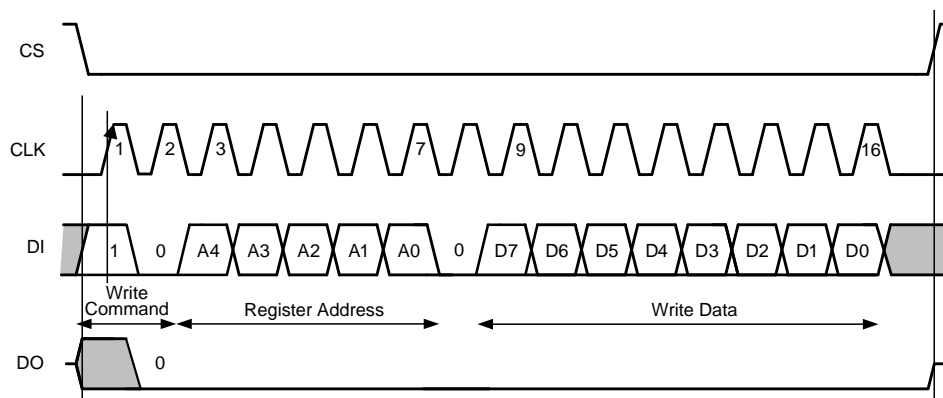 CS
CLK 1 2 3 7 9 16
DI 1 0 A4 A3 A2 A1 A0 0 D7 D6 D5 D4 D3 D2 D1 D0
Write
Command
Register Address
Write Data
DO 0